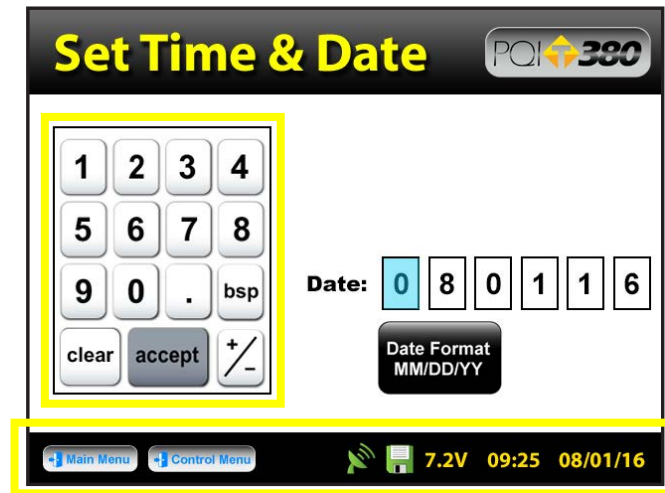 Set Time & Date
PQI T 380
1 2 3 4
5 6 7 8
9 0 . bsp
clear accept +/-
Date: 0 8 0 1 1 6
Date Format
MM/DD/YY
Main Menu Control Menu 7.2V 09:25 08/01/16